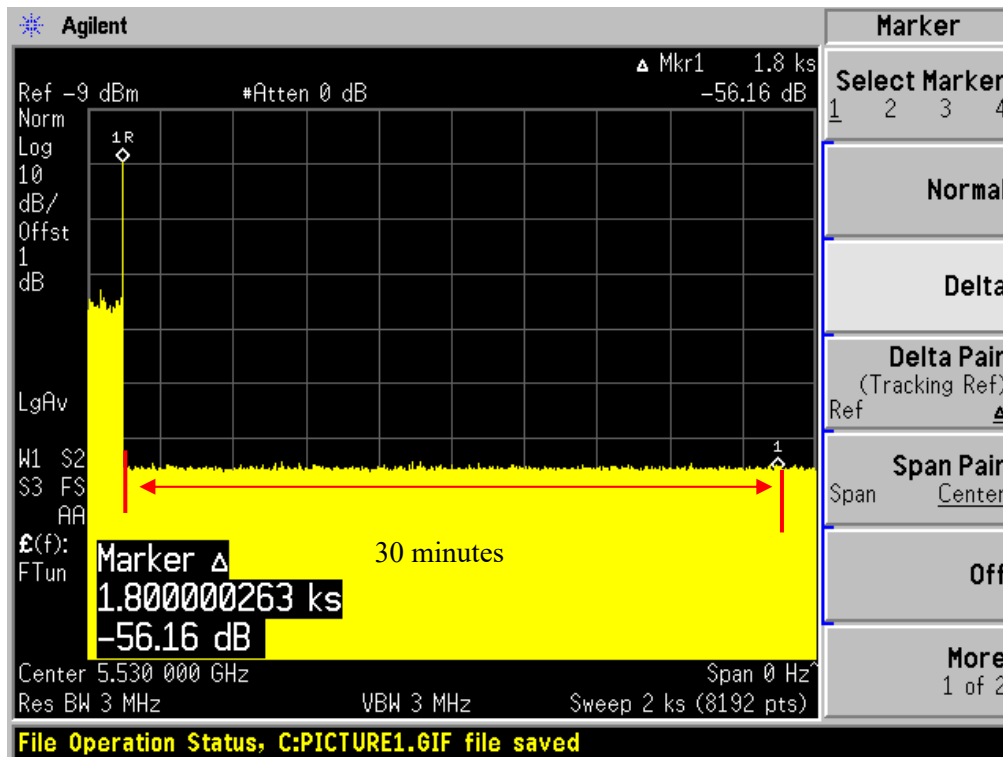 Agilent
Marker
Δ Mkr1 1.8 ks
Ref -9 dBm #Atten 0 dB -56.16 dB
Norm
Log
10
dB/
Offst
1
dB
LgAv
W1 S2
S3 FS
AA
£(f):
FTun
1R
1
30 minutes
Marker Δ
1.800000263 ks
-56.16 dB
Center 5.530 000 GHz Span 0 Hz^
Res BW 3 MHz VBW 3 MHz Sweep 2 ks (8192 pts)
File Operation Status, C:PICTURE1.GIF file saved
Select Marker
1 2 3 4
Normal
Delta
Delta Pair
(Tracking Ref)
Ref Δ
Span Pair
Span Center
Off
More
1 of 2